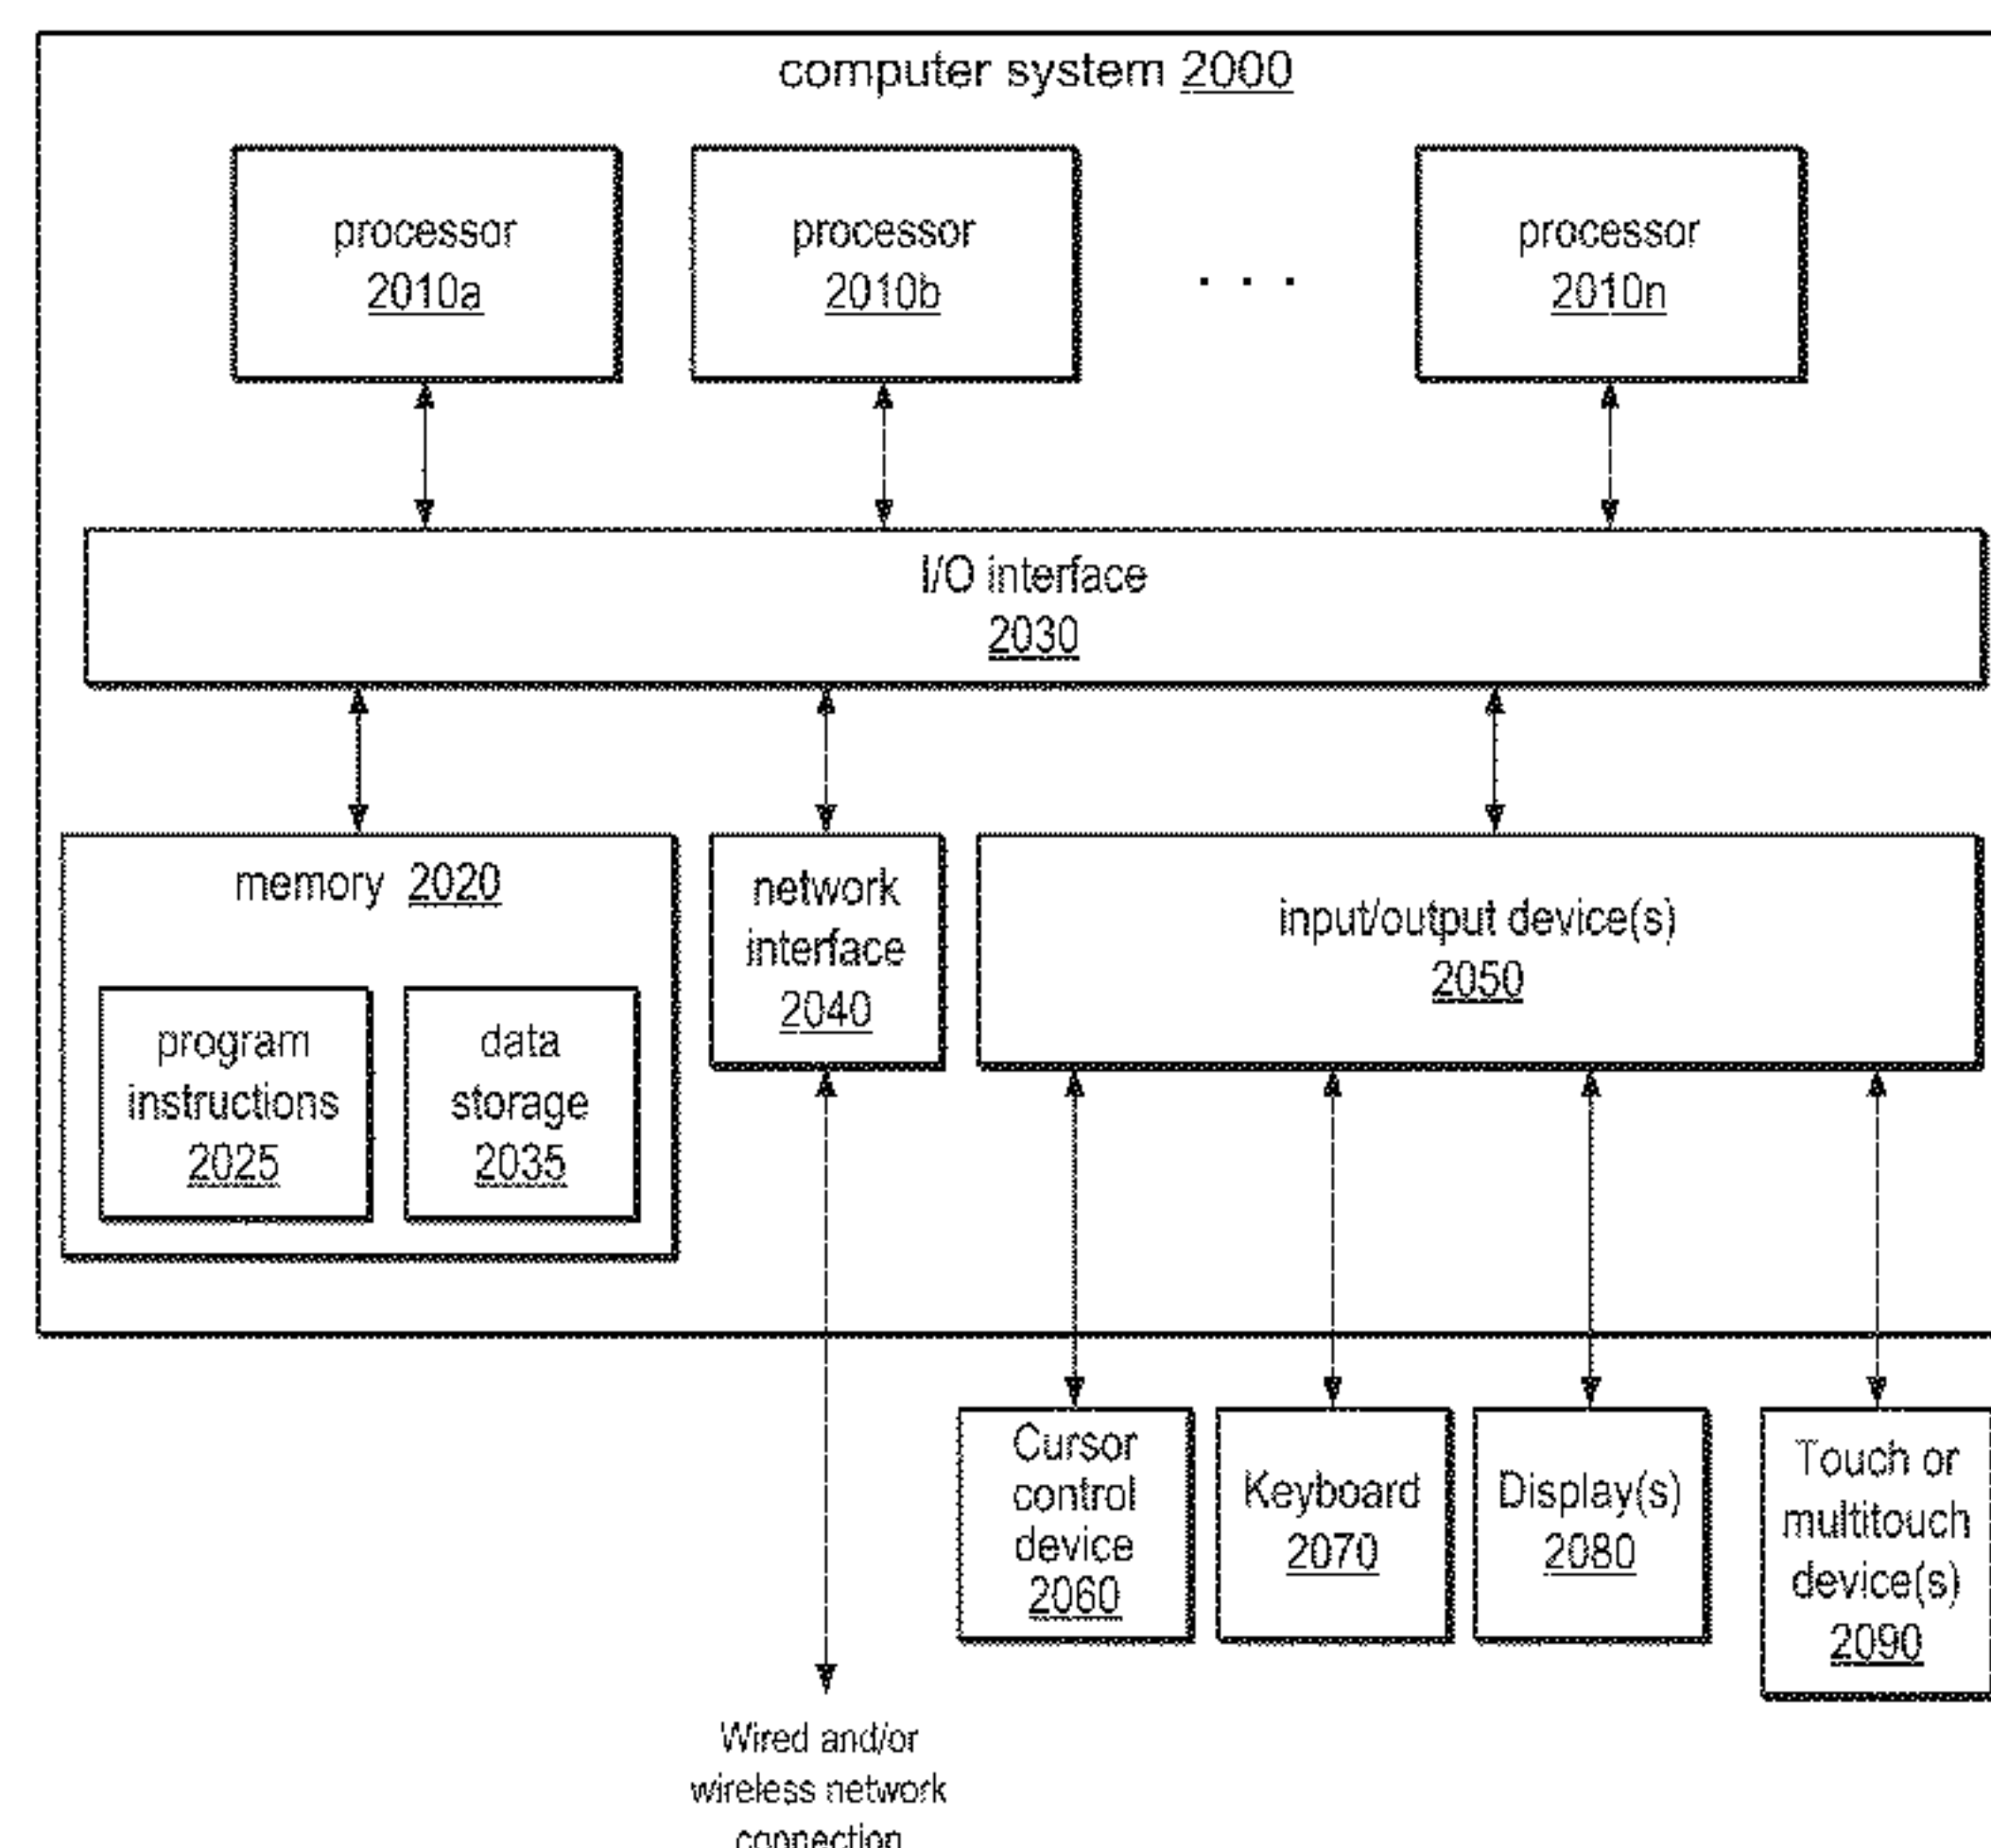 computer system 2000
processor
2010a
processor
2010b
. . .
processor
2010n
I/O interface
2030
memory 2020
program
instructions
2025
data
storage
2035
network
interface
2040
input/output device(s)
2050
Cursor
control
device
2060
Keyboard
2070
Display(s)
2080
Touch or
multitouch
device(s)
2090
Wired and/or
wireless network
connection